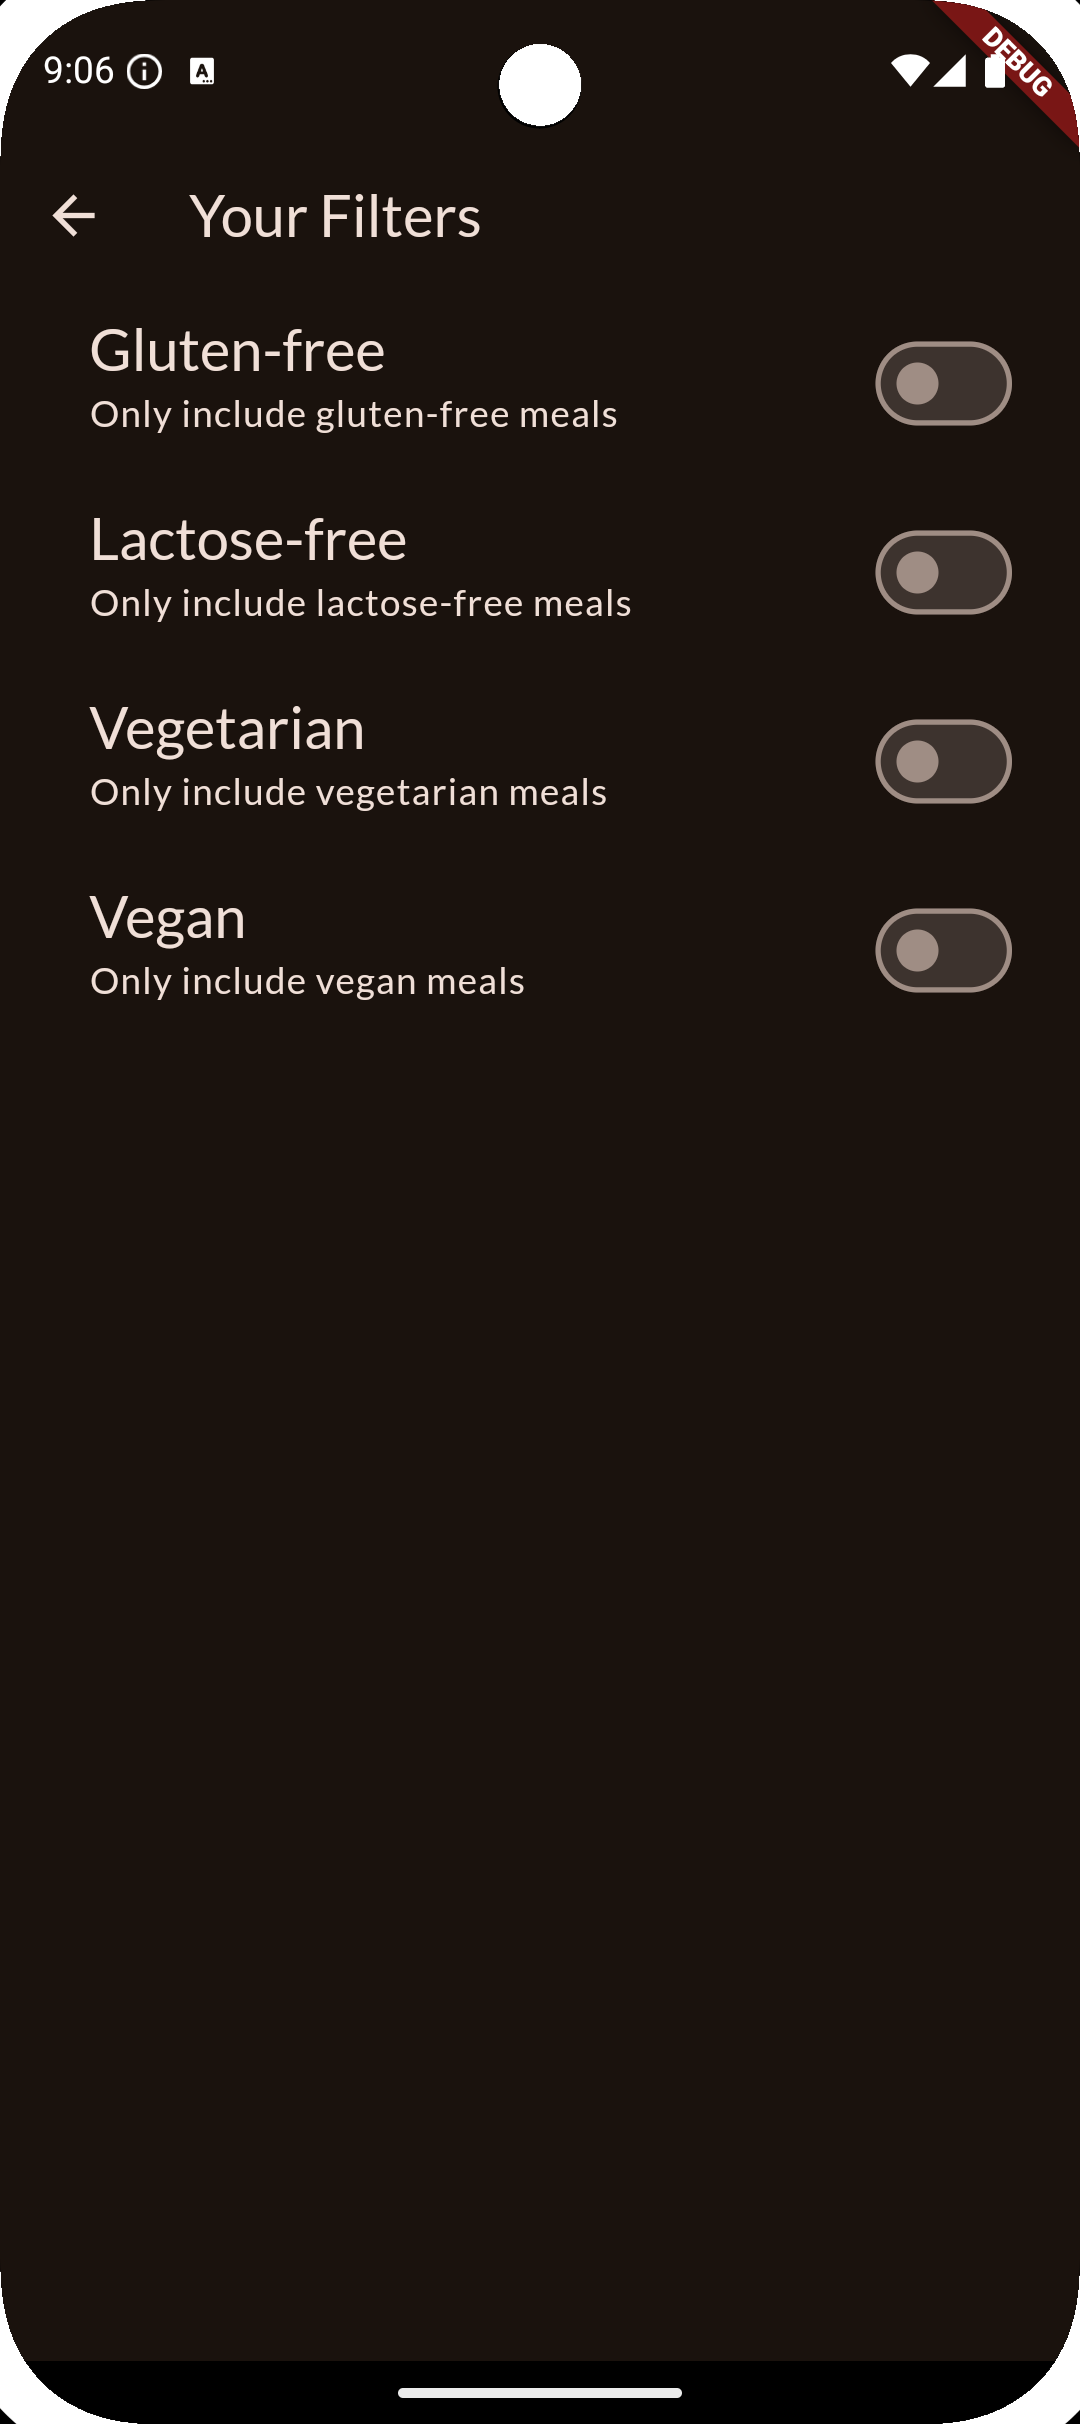 9:06
DEBUG
Your Filters
Gluten-free
Only include gluten-free meals
Lactose-free
Only include lactose-free meals
Vegetarian
Only include vegetarian meals
Vegan
Only include vegan meals